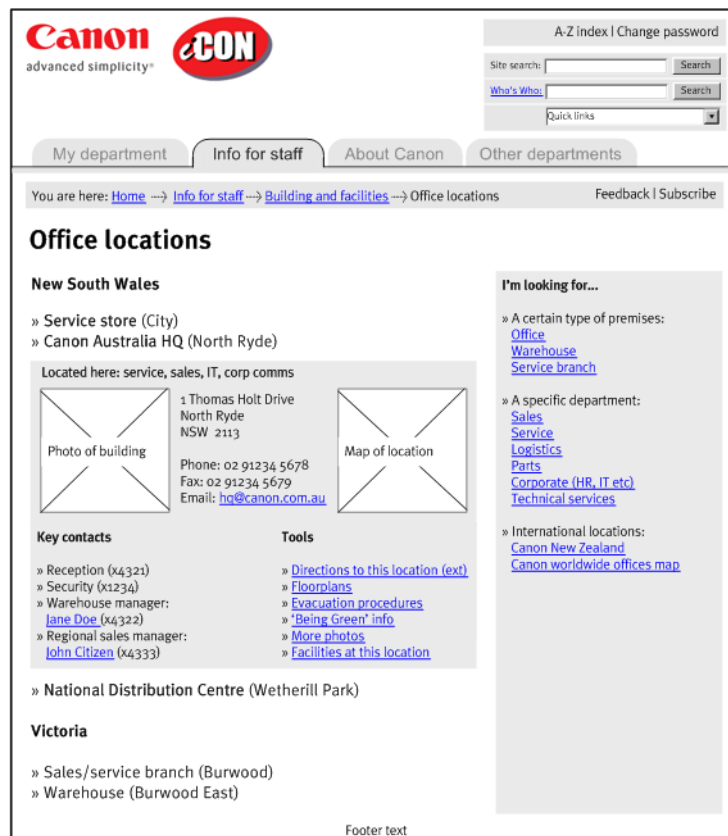 Canon
advanced simplicity®
iCON
A-Z index | Change password
Site search: Search
Who's Who: Search
Quick links
My department Info for staff About Canon Other departments
You are here: Home ---> Info for staff ---> Building and facilities ---> Office locations Feedback | Subscribe
Office locations
New South Wales
» Service store (City)
» Canon Australia HQ (North Ryde)
Located here: service, sales, IT, corp comms
Photo of building
1 Thomas Holt Drive
North Ryde
NSW 2113
Phone: 02 91234 5678
Fax: 02 91234 5679
Email: hq@canon.com.au
Map of location
Key contacts
» Reception (x4321)
» Security (x1234)
» Warehouse manager:
Jane Doe (x4322)
» Regional sales manager:
John Citizen (x4333)
Tools
» Directions to this location (ext)
» Floorplans
» Evacuation procedures
» ‘Being Green’ info
» More photos
» Facilities at this location
» National Distribution Centre (Wetherill Park)
Victoria
» Sales/service branch (Burwood)
» Warehouse (Burwood East)
I'm looking for...
» A certain type of premises:
Office
Warehouse
Service branch
» A specific department:
Sales
Service
Logistics
Parts
Corporate (HR, IT etc)
Technical services
» International locations:
Canon New Zealand
Canon worldwide offices map
Footer text